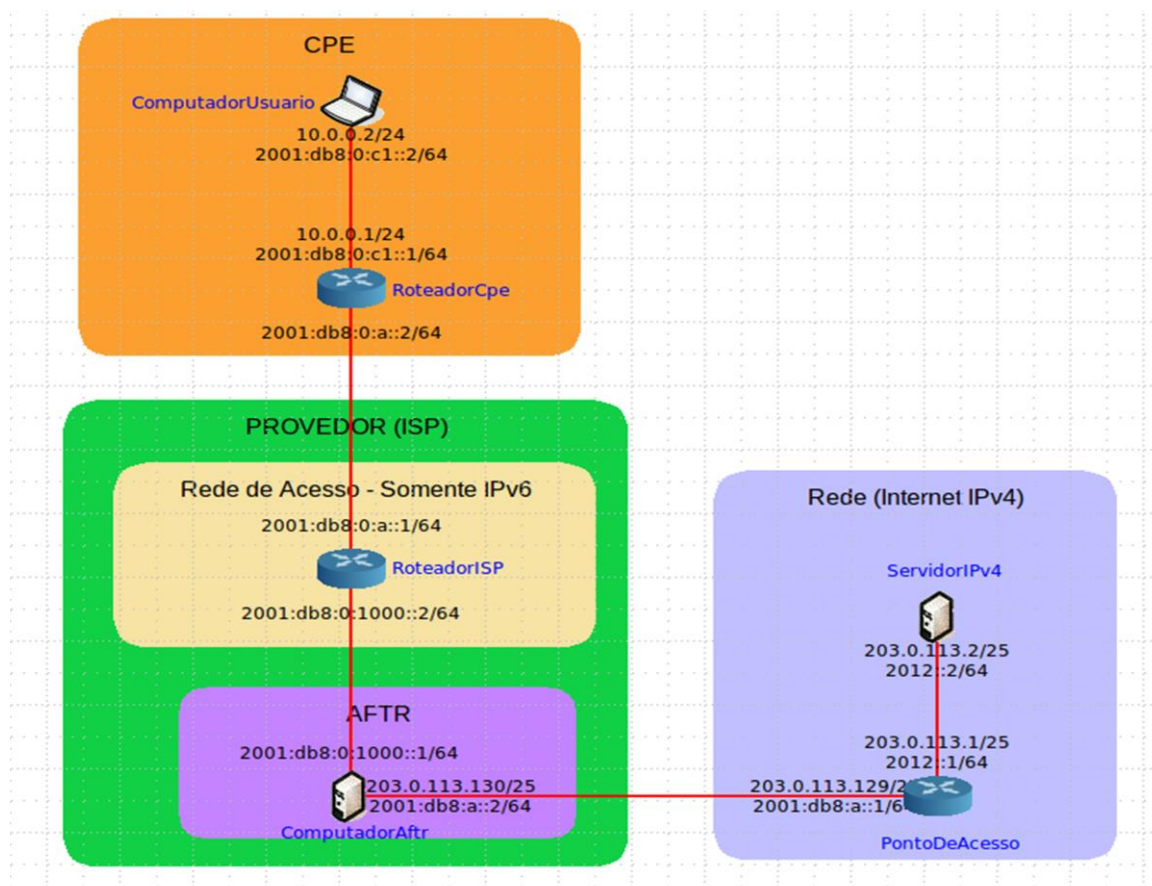 CPE
ComputadorUsuario
10.0.0.2/24
2001:db8:0:c1::2/64
10.0.0.1/24
2001:db8:0:c1::1/64
RoteadorCpe
2001:db8:0:a::2/64
PROVEDOR (ISP)
Rede de Acesso - Somente IPv6
2001:db8:0:a::1/64
RoteadorISP
2001:db8:0:1000::2/64
AFTR
2001:db8:0:1000::1/64
203.0.113.130/25
2001:db8:a::2/64
ComputadorAftr
Rede (Internet IPv4)
ServidorIPv4
203.0.113.2/25
2012::2/64
203.0.113.1/25
2012::1/64
203.0.113.129/2
2001:db8:a::1/6
PontoDeAcesso